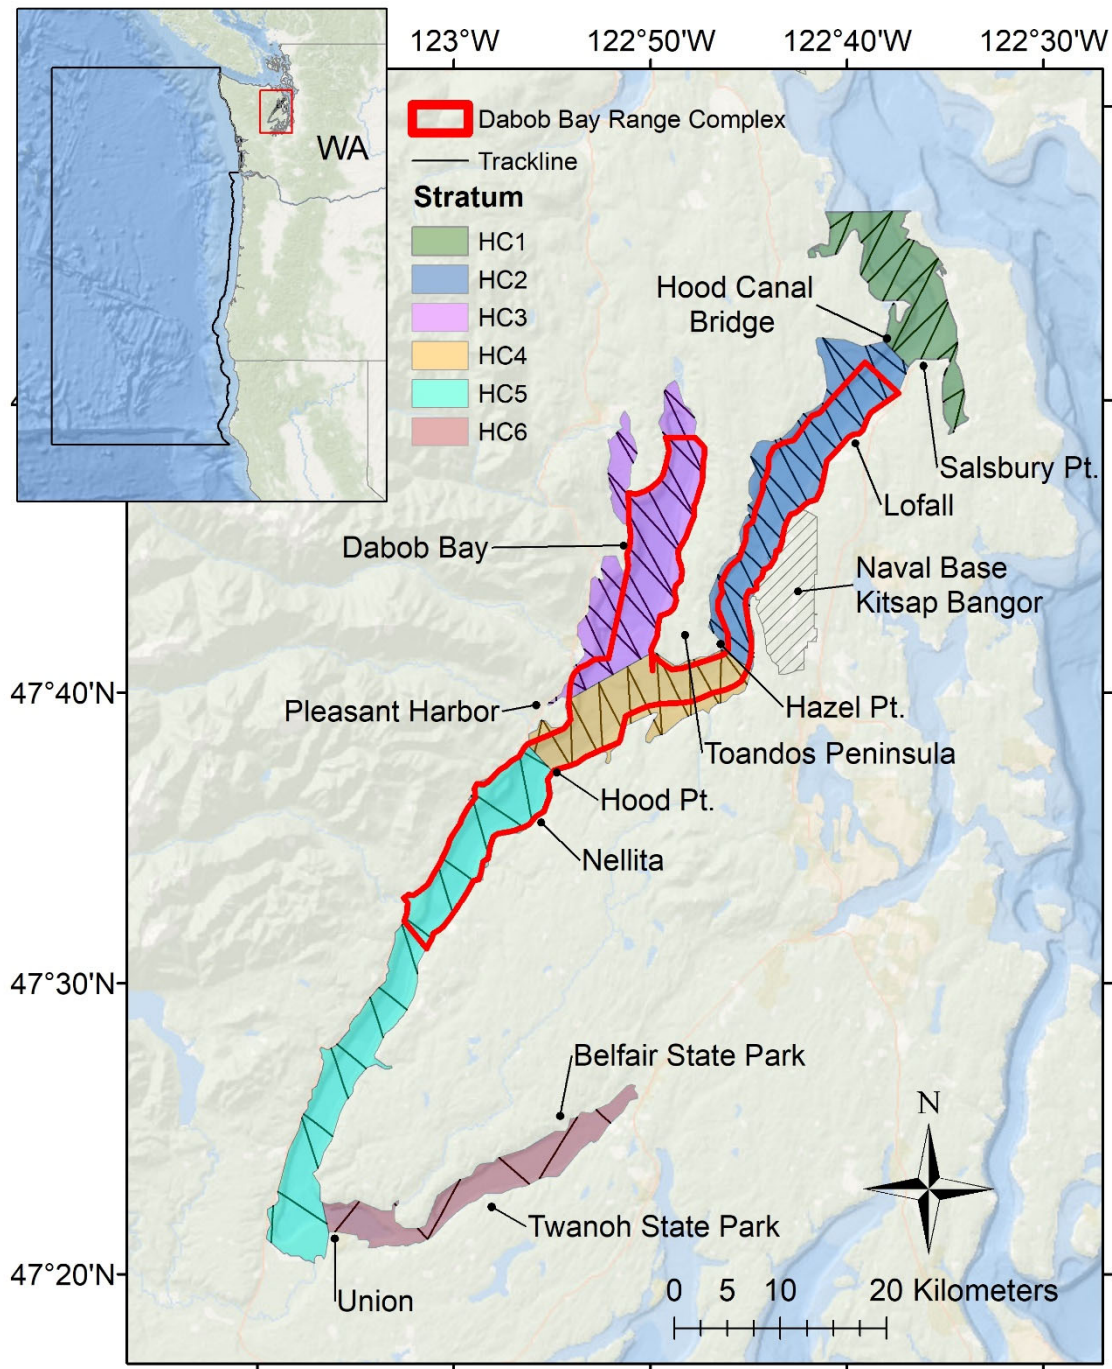 123°W
122°50'W
122°40'W
122°30'W
WA
Dabob Bay Range Complex
Trackline
Stratum
HC1
HC2
HC3
HC4
HC5
HC6
Hood Canal
Bridge
Salsbury Pt.
Lofall
Dabob Bay
Naval Base
Kitsap Bangor
47°40'N
Pleasant Harbor
Hazel Pt.
Toandos Peninsula
Hood Pt.
Nellita
47°30'N
Belfair State Park
N
Twanoh State Park
47°20'N
Union
0 5 10 20 Kilometers